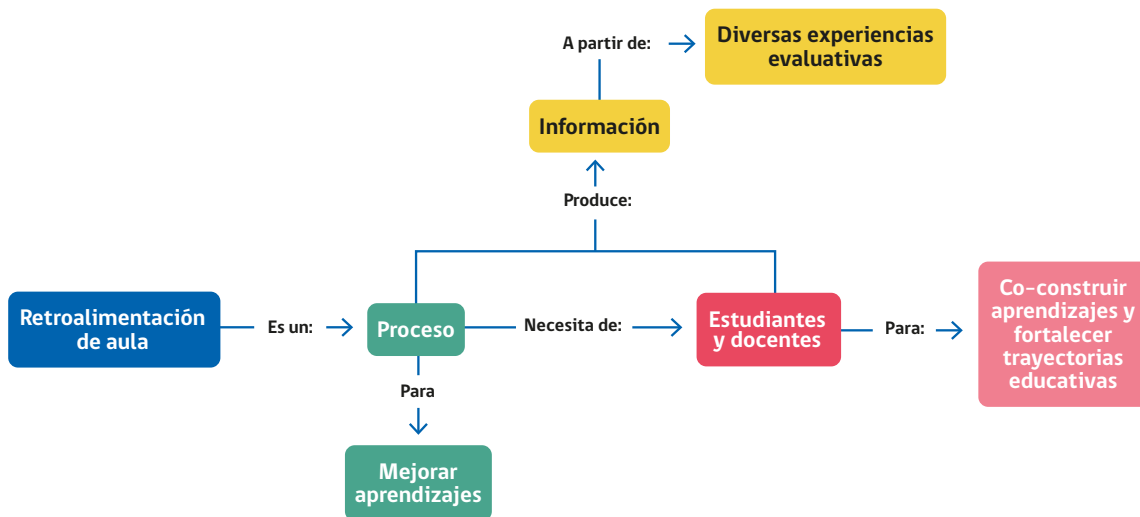 A partir de:
Diversas experiencias
evaluativas
Información
Produce:
Retroalimentación
de aula
Es un:
Proceso
Necesita de:
Estudiantes
y docentes
Para:
Co-construir
aprendizajes y
fortalecer
trayectorias
educativas
Para
Mejorar
aprendizajes